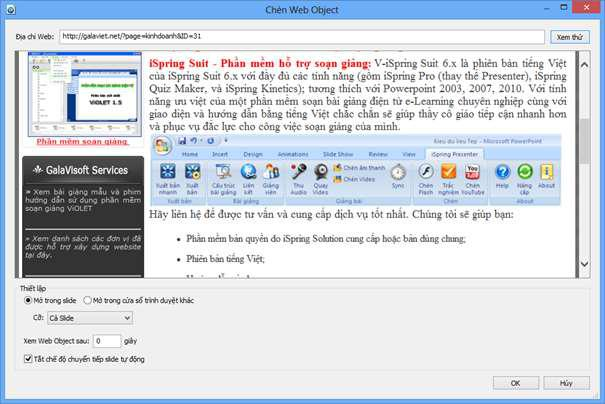 Chèn Web Object
Địa chỉ Web: http://galaviet.net/?page=kinhdoanh&ID=31 Xem thử
ViOLET 1.5
Phần mềm soạn giảng
GalaVisoft Services
» Xem bài giảng mẫu và phim
hướng dẫn sử dụng phần mềm
soạn giảng ViOLET
» Xem danh sách các đơn vị đã
được hỗ trợ xây dựng website
tại đây.
iSpring Suit - Phần mềm hỗ trợ soạn giảng: V-iSpring Suit 6.x là phiên bản tiếng Việt
của iSpring Suit 6.x với đầy đủ các tính năng (gồm iSpring Pro (thay thế Presenter), iSpring
Quiz Maker, và iSpring Kinetics); tương thích với Powerpoint 2003, 2007, 2010. Với tính
năng ưu việt của một phần mềm soạn bài giảng điện tử e-Learning chuyên nghiệp cùng với
giao diện và hướng dẫn bằng tiếng Việt chắc chắn sẽ giúp thầy cô giáo tiếp cận nhanh hơn
và phục vụ đắc lực cho công việc soạn giảng của mình.
Kieu du lieu Tep - Microsoft PowerPoint
Home Insert Design Animations Slide Show Review View iSpring Presenter
Xuất bản nhanh Xuất bản Cấu trúc bài giảng Liên kết Giảng viên Thu Audio Quay Video Chèn âm thanh Chèn Video Sync Chèn Flash Trắc nghiệm Chèn YouTube Help Nâng cấp About
Xuất bản Bài giảng Âm thanh & Video Chèn About
Hãy liên hệ để được tư vấn và cung cấp dịch vụ tốt nhất. Chúng tôi sẽ giúp bạn:
• Phần mềm bản quyền do iSpring Solution cung cấp hoặc bản dùng chung;
• Phiên bản tiếng Việt;
Thiết lập
Mở trong slide Mở trong cửa sổ trình duyệt khác
Cỡ: Cả Slide
Xem Web Object sau: 0 giây
Tắt chế độ chuyển tiếp slide tự động
OK Hủy